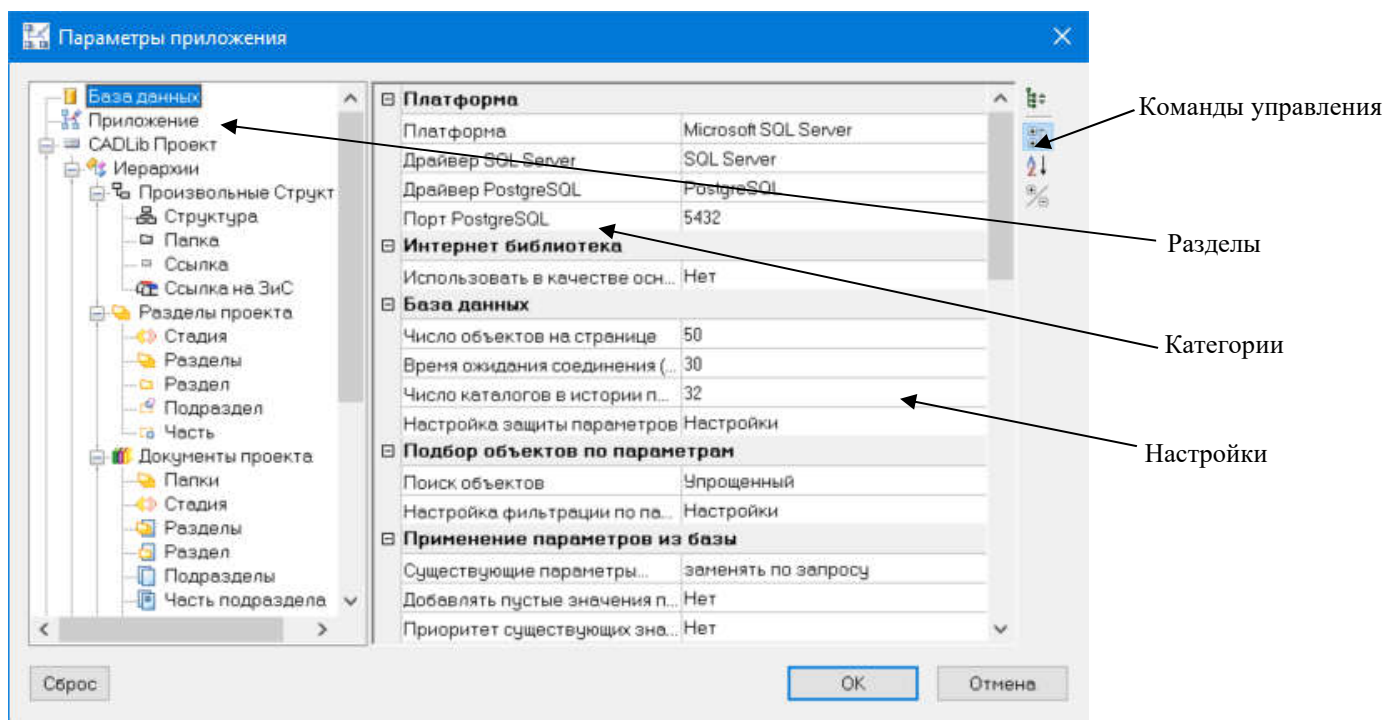 Параметры приложения
База данных
Приложение
CADLib Проект
Иерархии
Произвольные Структ
Структура
Папка
Ссылка
Ссылка на ЗиС
Разделы проекта
Стадия
Разделы
Раздел
Подраздел
Часть
Документы проекта
Папки
Стадия
Разделы
Раздел
Подразделы
Часть подраздела
Платформа
Платформа Microsoft SQL Server
Драйвер SQL Server SQL Server
Драйвер PostgreSQL PostgreSQL
Порт PostgreSQL 5432
Интернет библиотека
Использовать в качестве осн... Нет
База данных
Число объектов на странице 50
Время ожидания соединения (... 30
Число каталогов в истории п... 32
Настройка защиты параметров Настройки
Подбор объектов по параметрам
Поиск объектов Упрощенный
Настройка фильтрации по па... Настройки
Применение параметров из базы
Существующие параметры... заменять по запросу
Добавлять пустые значения п... Нет
Приоритет существующих зна... Нет
Команды управления
Разделы
Категории
Настройки
Сброс
OK
Отмена